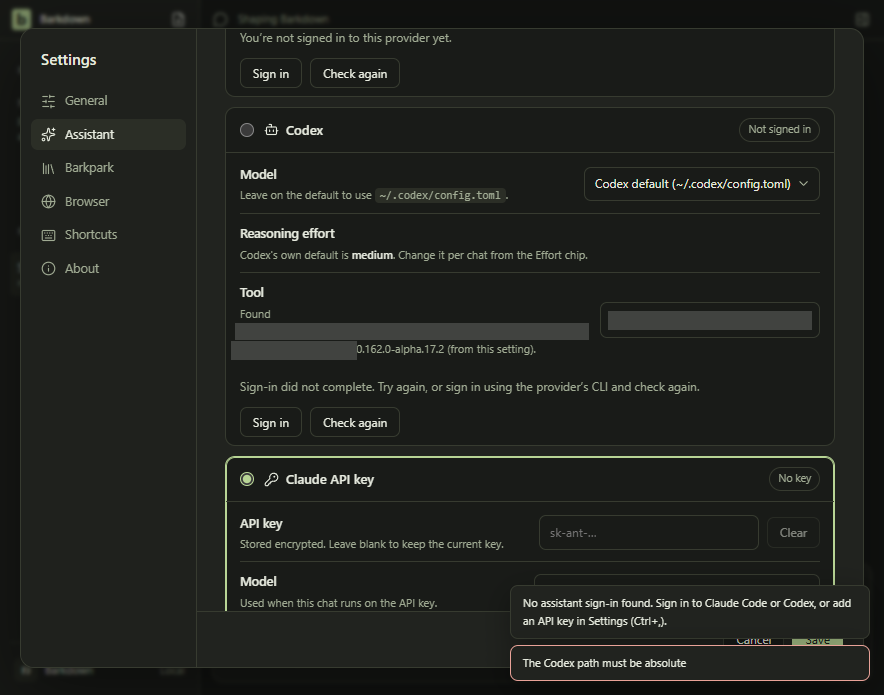 Barkdown
Shaping Barkdown
Settings
General
Assistant
Barkpark
Browser
Shortcuts
About
You're not signed in to this provider yet.
Sign in
Check again
Codex
Not signed in
Model
Leave on the default to use ~/.codex/config.toml.
Codex default (~/.codex/config.toml)
Reasoning effort
Codex's own default is medium. Change it per chat from the Effort chip.
Tool
Found
0.162.0-alpha.17.2 (from this setting).
Sign-in did not complete. Try again, or sign in using the provider's CLI and check again.
Sign in
Check again
Claude API key
No key
API key
Stored encrypted. Leave blank to keep the current key.
sk-ant-...
Clear
Model
Used when this chat runs on the API key.
No assistant sign-in found. Sign in to Claude Code or Codex, or add
an API key in Settings (Ctrl+,).
Cancel
Save
The Codex path must be absolute
Barkdown